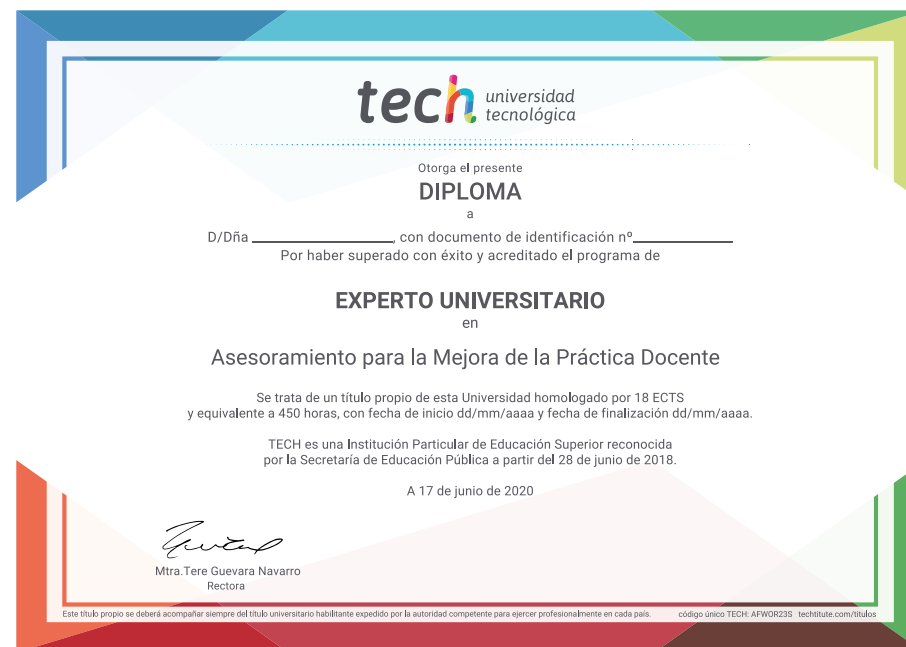 tech universidad
tecnológica
Otorga el presente
DIPLOMA
a
D/Dña ____________________, con documento de identificación nº______________
Por haber superado con éxito y acreditado el programa de
EXPERTO UNIVERSITARIO
en
Asesoramiento para la Mejora de la Práctica Docente
Se trata de un título propio de esta Universidad homologado por 18 ECTS
y equivalente a 450 horas, con fecha de inicio dd/mm/aaaa y fecha de finalización dd/mm/aaaa.
TECH es una Institución Particular de Educación Superior reconocida
por la Secretaría de Educación Pública a partir del 28 de junio de 2018.
A 17 de junio de 2020
Mtra.Tere Guevara Navarro
Rectora
Este título propio se deberá acompañar siempre del título universitario habilitante expedido por la autoridad competente para ejercer profesionalmente en cada país. código único TECH: AFWOR23S techtitute.com/titulos